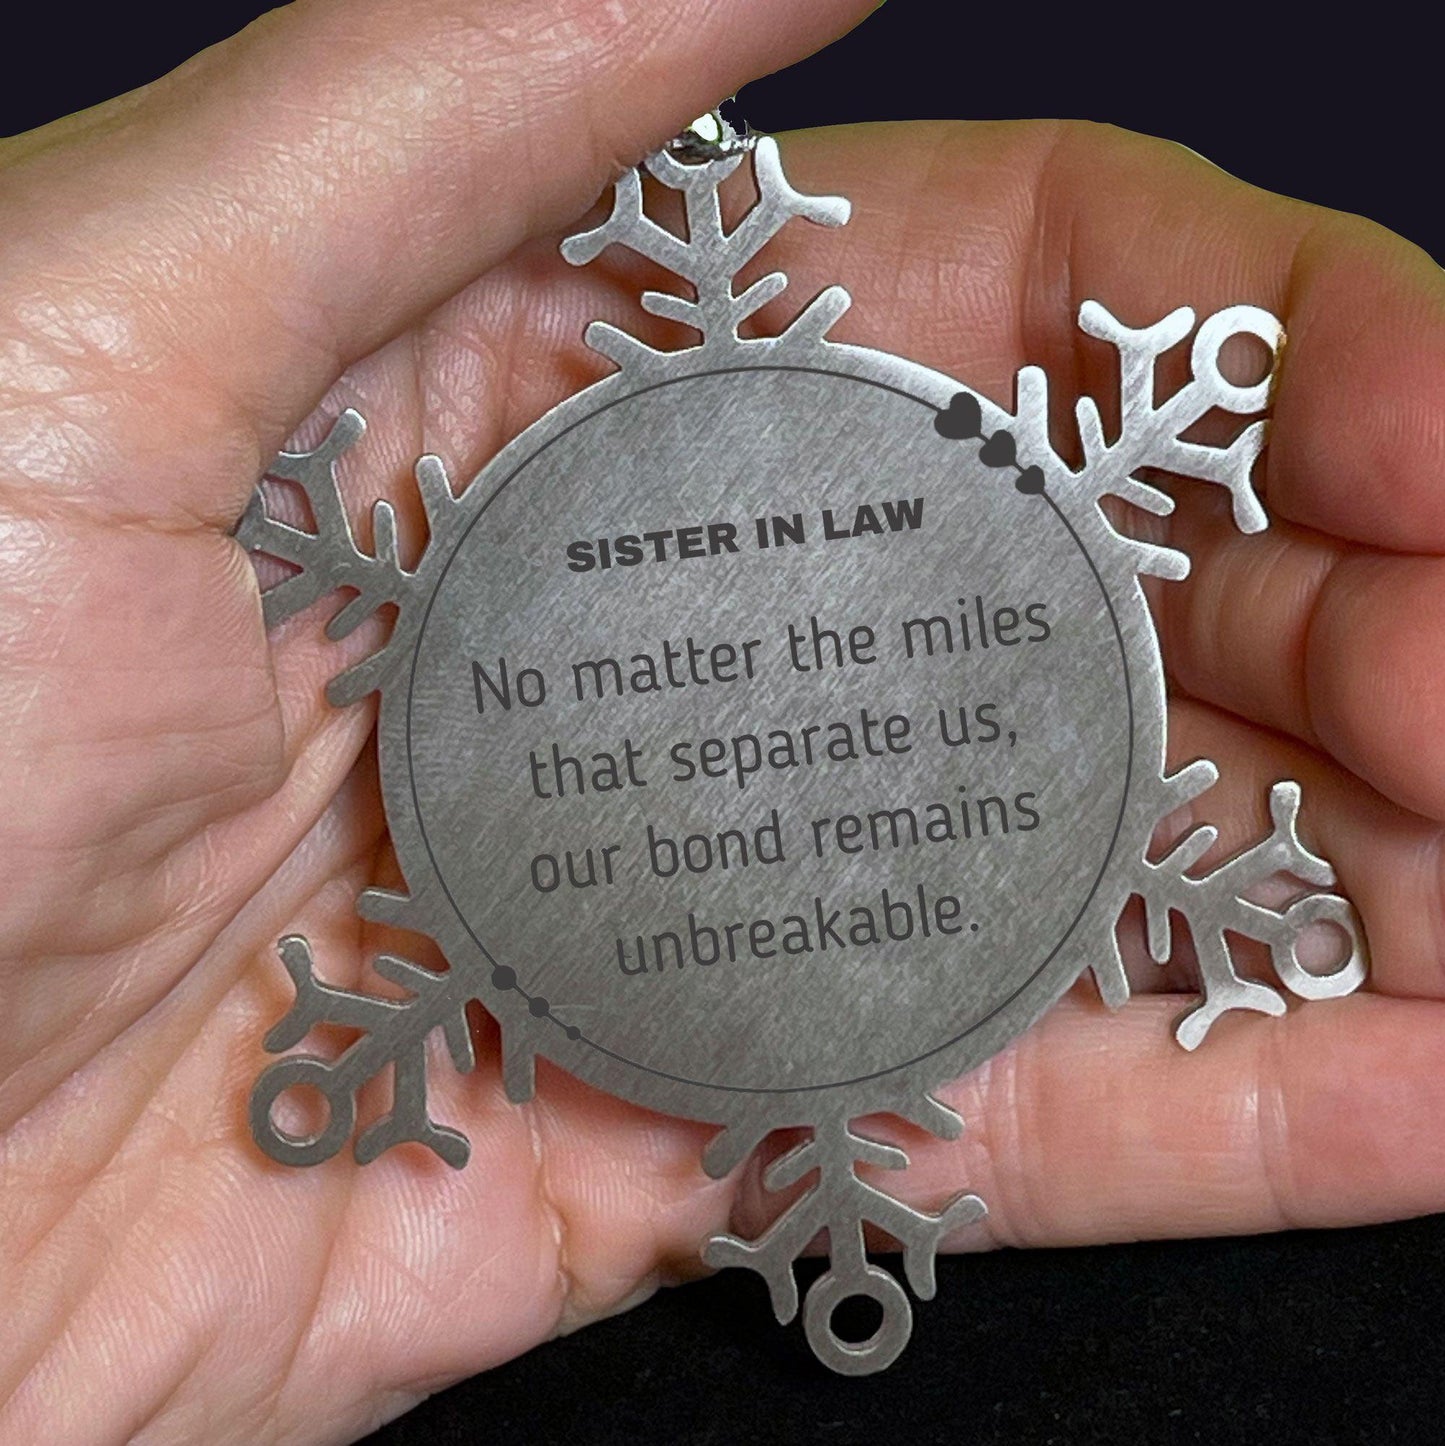 SISTER IN LAW
No matter the miles
that separate us,
our bond remains
unbreakable.